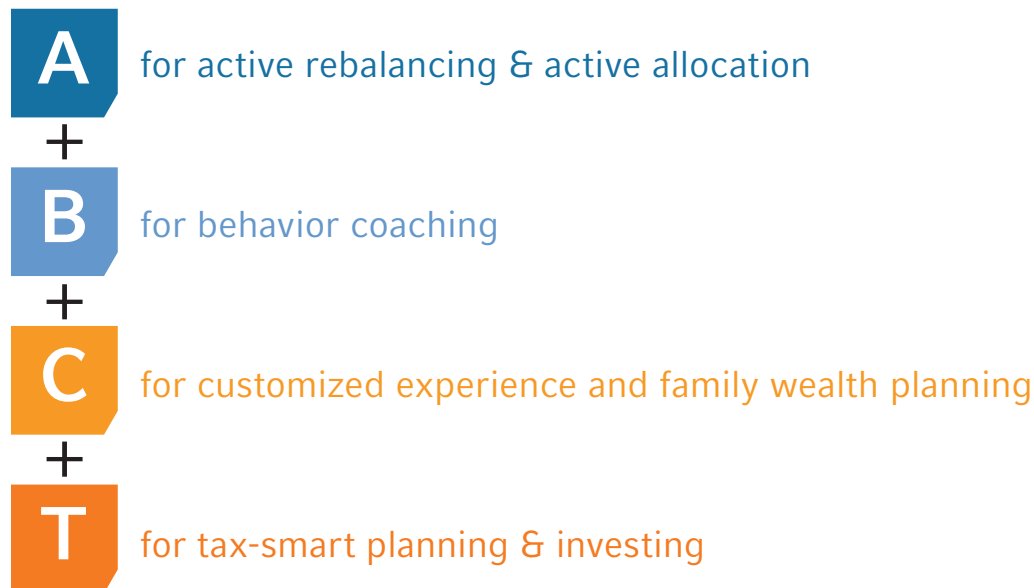 A for active rebalancing & active allocation
+
B for behavior coaching
+
C for customized experience and family wealth planning
+
T for tax-smart planning & investing